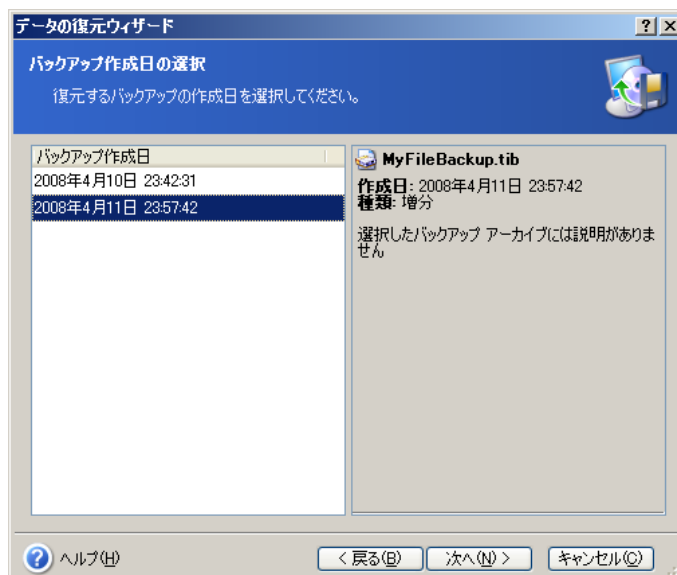 データの復元ウィザード
バックアップ作成日の選択
復元するバックアップの作成日を選択してください。
バックアップ作成日
2008年4月10日 23:42:31
2008年4月11日 23:57:42
MyFileBackup.tib
作成日: 2008年4月11日 23:57:42
種類: 増分
選択したバックアップ アーカイブには説明がありま
せん
ヘルプ(H)
< 戻る(B)
次へ(N) >
キャンセル(C)